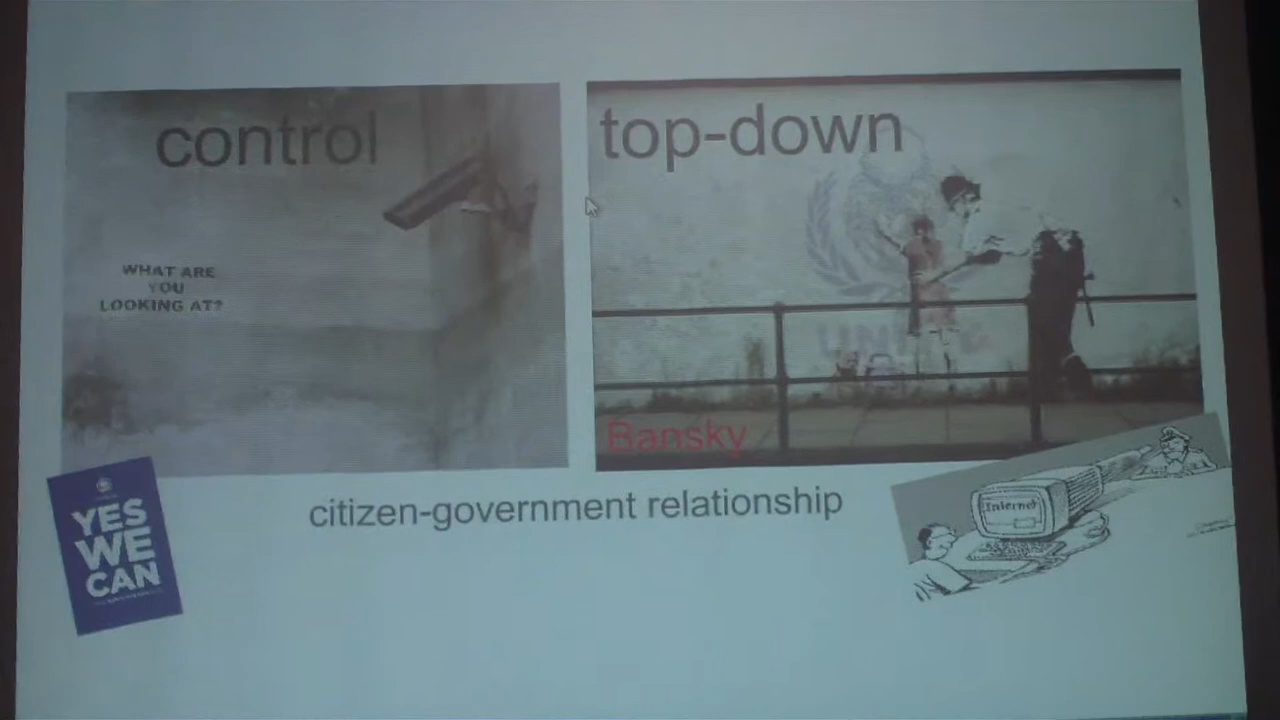 control
top-down
WHAT ARE
YOU
LOOKING AT?
Bansky
citizen-government relationship
YES
WE
CAN
Internet